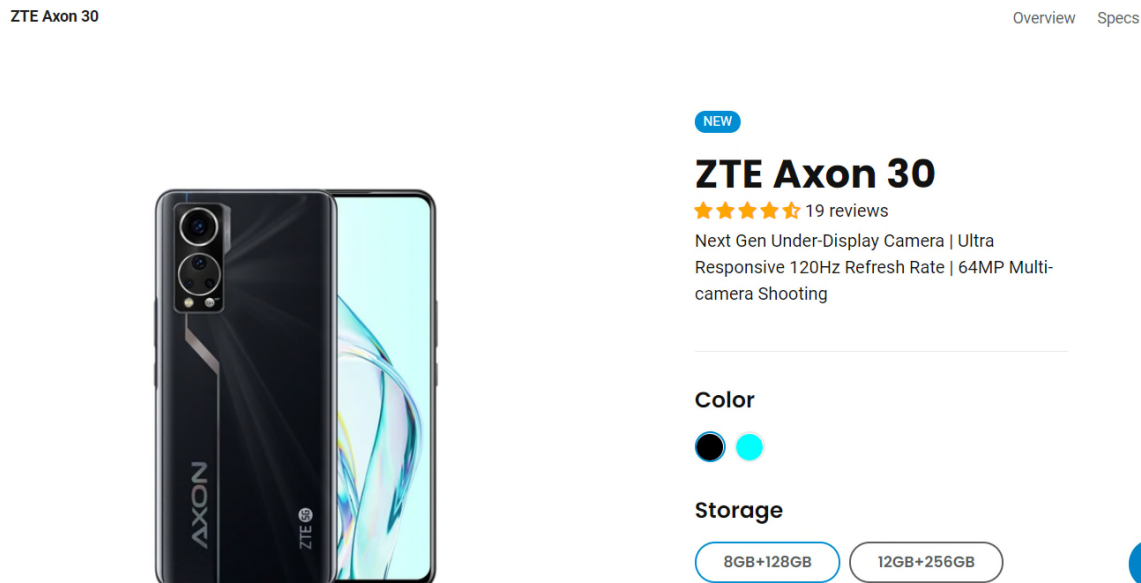 ZTE Axon 30
Overview Specs
NEW
ZTE Axon 30
19 reviews
Next Gen Under-Display Camera | Ultra
Responsive 120Hz Refresh Rate | 64MP Multi-
camera Shooting
Color
Storage
8GB+128GB 12GB+256GB
AXON
ZTE 5G